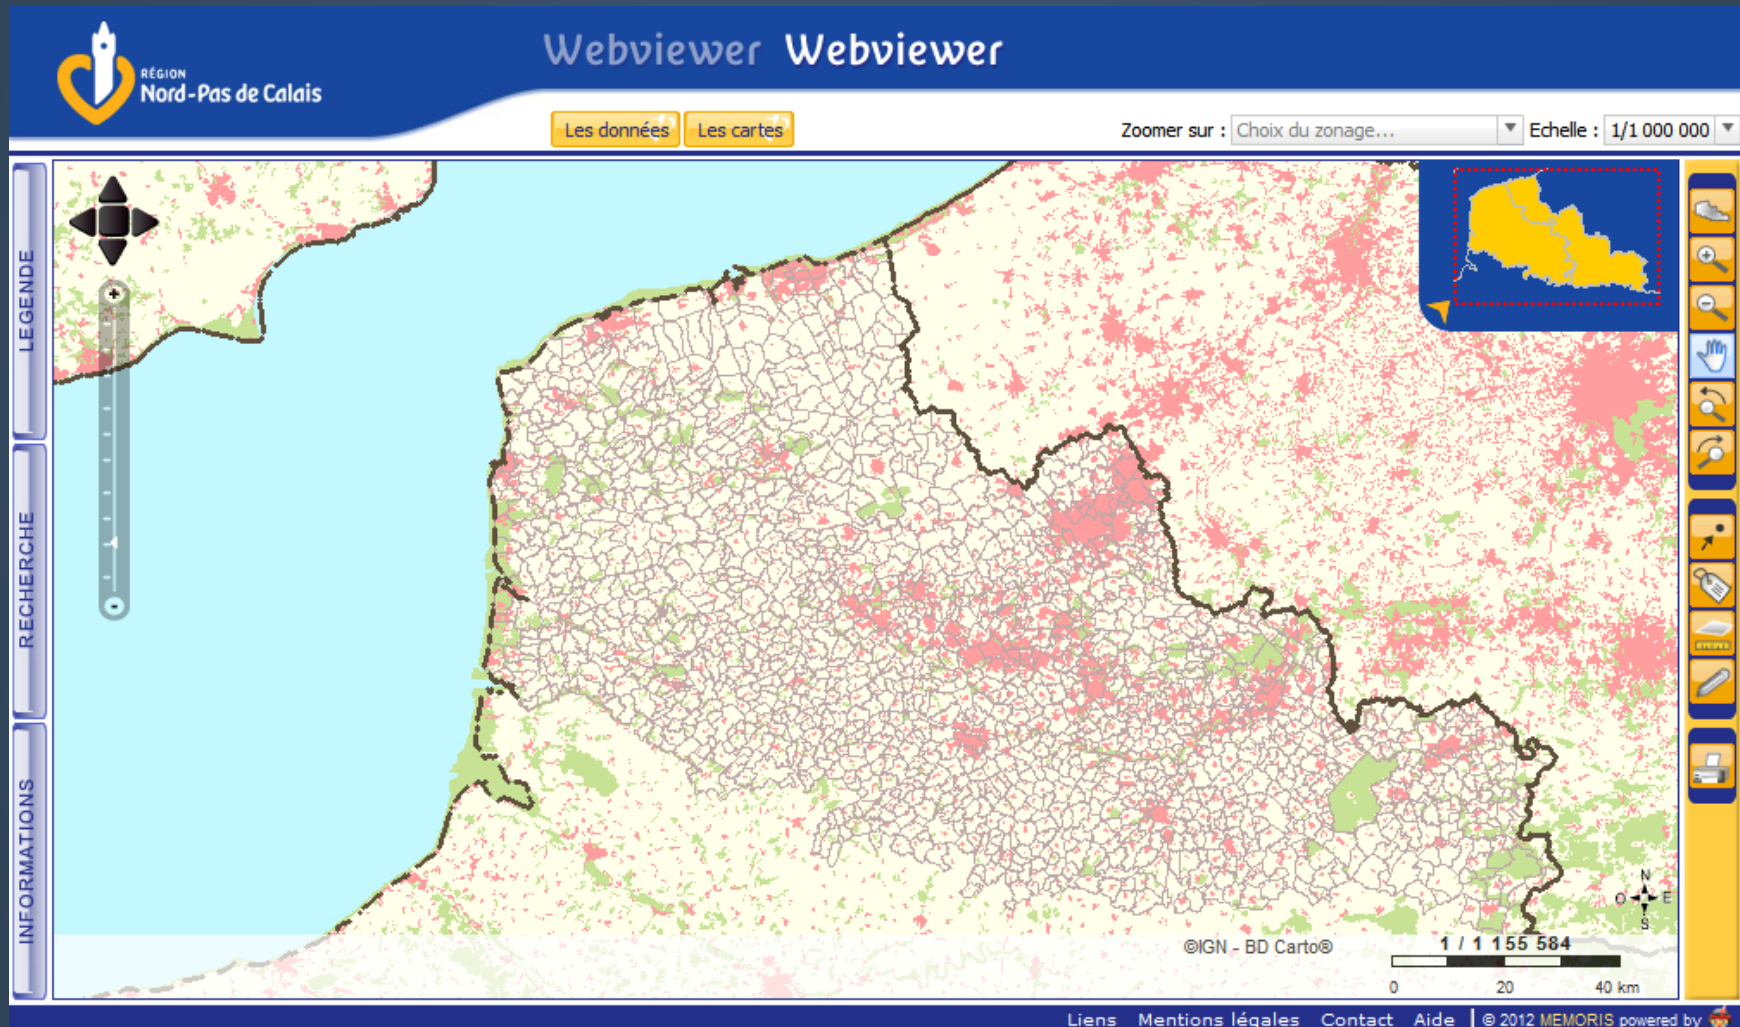 Webviewer Webviewer
RÉGION
Nord-Pas de Calais
Les données Les cartes
Zoomer sur : Choix du zonage... Echelle : 1/1 000 000
LEGENDE
RECHERCHE
INFORMATIONS
N
O E
S
©IGN - BD Carto®
1 / 1 155 584
0 20 40 km
Liens Mentions légales Contact Aide | © 2012 MEMORIS powered by